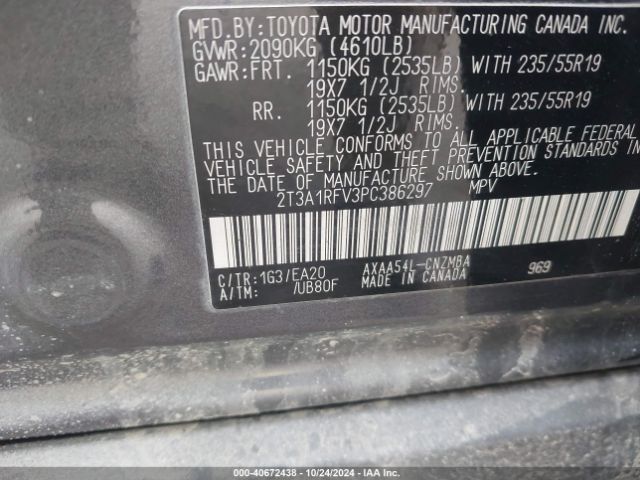 MFD. BY:TOYOTA MOTOR MANUFACTURING CANADA INC.
GVWR:2090KG (4610LB)
GAWR:FRT. 1150KG (2535LB) WITH 235/55R19
19X7 1/2J RIMS.
RR. 1150KG (2535LB) WITH 235/55R19
19X7 1/2J RIMS.
THIS VEHICLE CONFORMS TO ALL APPLICABLE FEDERAL
VEHICLE SAFETY AND THEFT PREVENTION STANDARDS IN
THE DATE OF MANUFACTURE SHOWN ABOVE.
2T3A1RFV3PC386297 MPV
C/TR:1G3/EA20 AXAA54L-CNZMBA 969
A/TM: /UB80F MADE IN CANADA
000-40672438 - 10/24/2024 - IAA Inc.